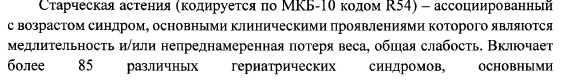 Старческая астения (кодируется по МКБ-10 кодом R54) – ассоциированный
с возрастом синдром, основными клиническими проявлениями которого являются
медлительность и/или непреднамеренная потеря веса, общая слабость. Включает
более 85 различных гериатрических синдромов, основными